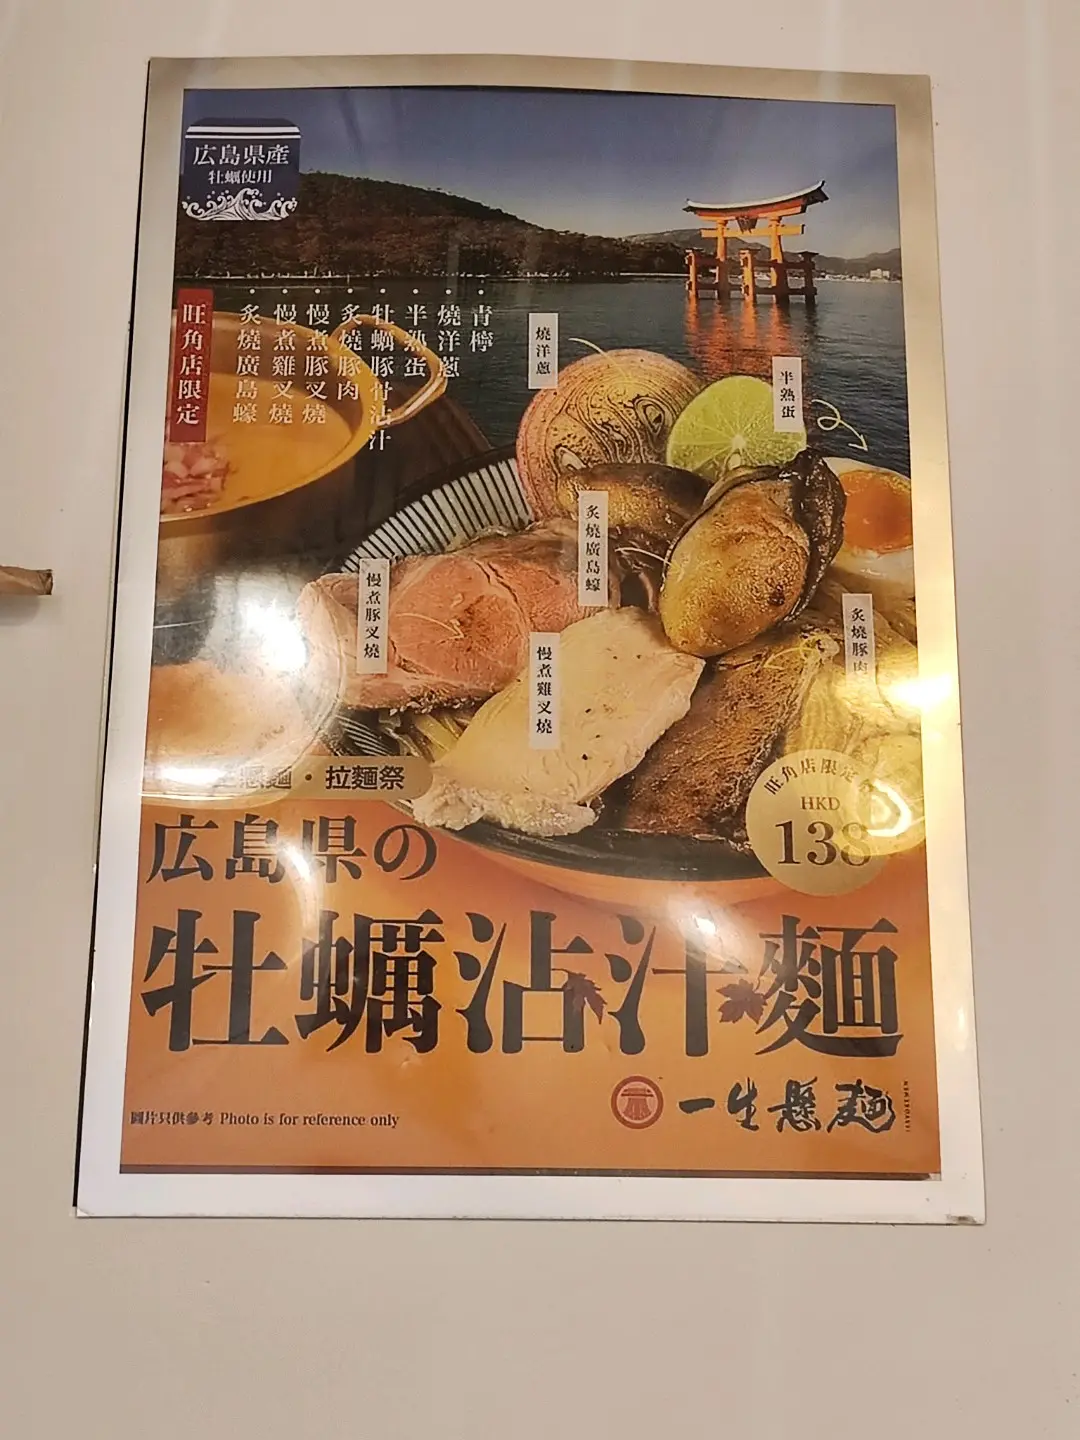 広島県産
牡蠣使用
青檸
燒洋蔥
半熟蛋
牡蠣豚骨沾汁
炙燒豚肉
慢煮豚叉燒
慢煮雞叉燒
炙燒廣島蠔
旺角店限定
燒洋蔥
半熟蛋
炙燒廣島蠔
慢煮豚叉燒
慢煮雞叉燒
炙燒豚肉
懸麵・拉麵祭
旺角店限定
HKD
138
広島県の
牡蠣沾汁麵
圖片只供參考 Photo is for reference only
一生懸麵